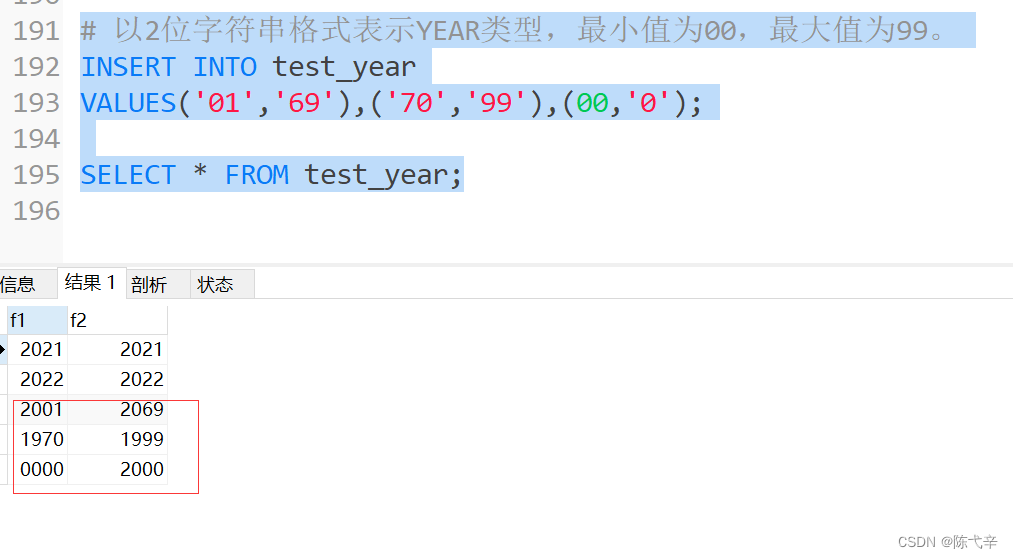 190
191 # 以2位字符串格式表示YEAR类型，最小值为00，最大值为99。
192 INSERT INTO test_year
193 VALUES('01','69'),('70','99'),(00,'0');
194
195 SELECT * FROM test_year;
196
信息 结果 1 剖析 状态
f1 f2
2021 2021
2022 2022
2001 2069
1970 1999
0000 2000
CSDN @陈弋辛